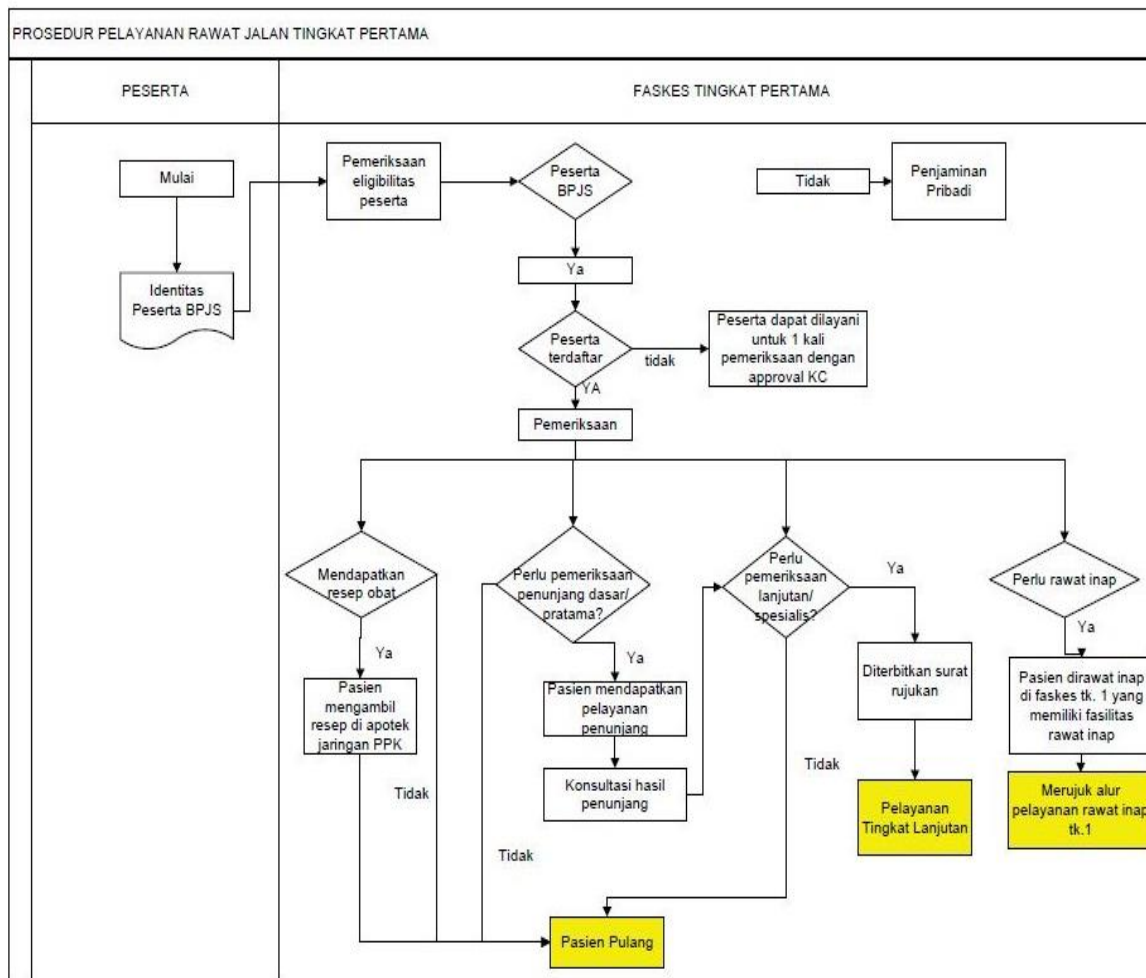 PROSEDUR PELAYANAN RAWAT JALAN TINGKAT PERTAMA
PESERTA
FASKES TINGKAT PERTAMA
Mulai
Identitas
Peserta BPJS
Pemeriksaan
eligibilitas
peserta
Peserta
BPJS
Tidak
Penjaminan
Pribadi
Ya
Peserta
terdaftar
tidak
Peserta dapat dilayani
untuk 1 kali
pemeriksaan dengan
approval KC
YA
Pemeriksaan
Mendapatkan
resep obat
Perlu pemeriksaan
penunjang dasar/
pratama?
Perlu
pemeriksaan
lanjutan/
spesialis?
Ya
Perlu rawat inap
Ya
Ya
Ya
Pasien
mengambil
resep di apotek
jaringan PPK
Pasien mendapatkan
pelayanan
penunjang
Diterbitkan surat
rujukan
Pasien dirawat inap
di faskes tk. 1 yang
memiliki fasilitas
rawat inap
Tidak
Konsultasi hasil
penunjang
Tidak
Pelayanan
Tingkat Lanjutan
Merujuk alur
pelayanan rawat inap
tk.1
Tidak
Pasien Pulang